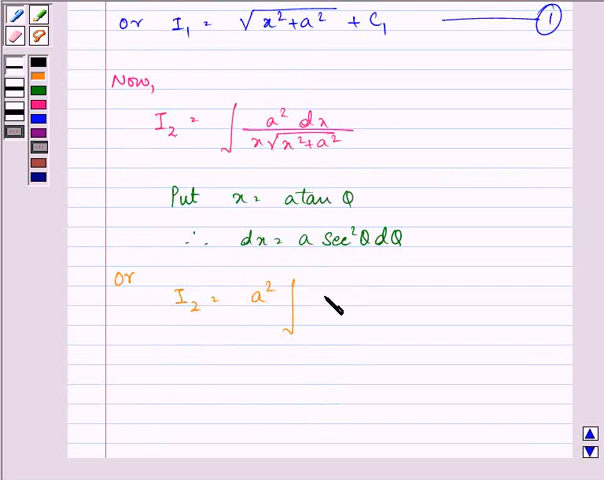 or I₁ = √(x²+a²) + C₁ ——— ①
Now,
I₂ = ∫ a² dx / x√(x²+a²)
Put x = a tan θ
∴ dx = a sec²θ dθ
Or
I₂ = a² ∫